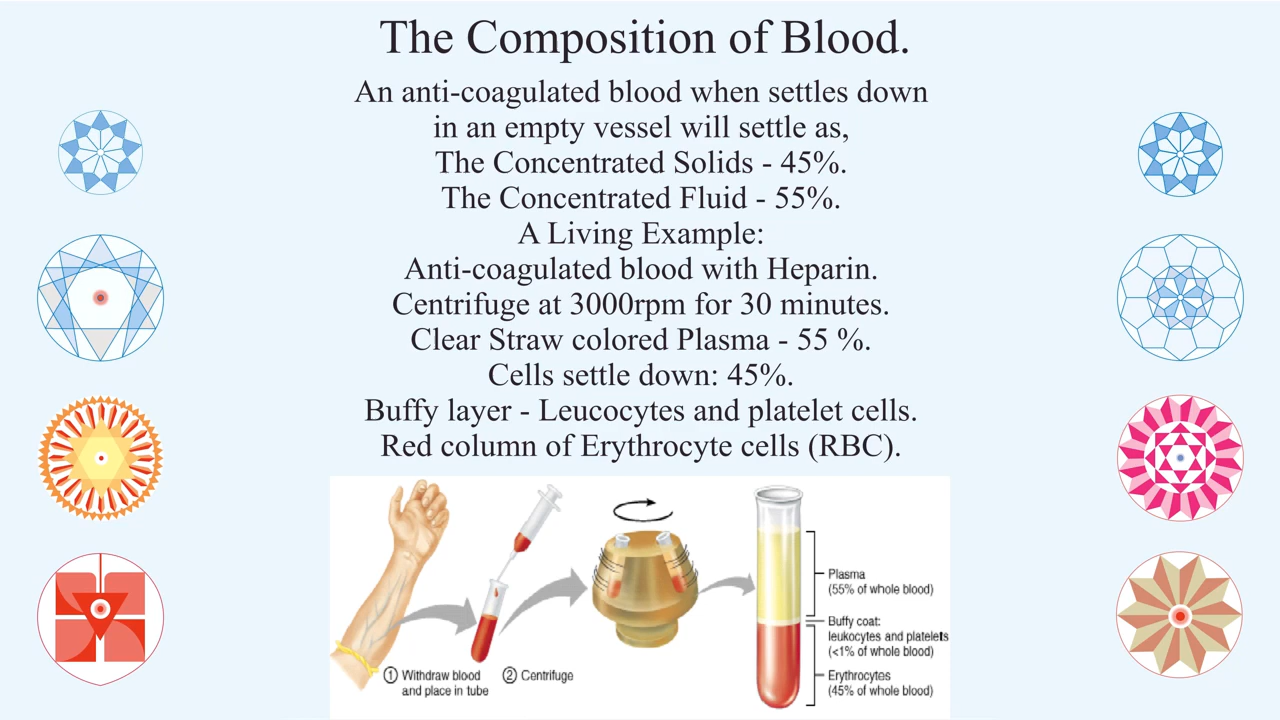 The Composition of Blood.
An anti-coagulated blood when settles down
in an empty vessel will settle as,
The Concentrated Solids - 45%.
The Concentrated Fluid - 55%.
A Living Example:
Anti-coagulated blood with Heparin.
Centrifuge at 3000rpm for 30 minutes.
Clear Straw colored Plasma - 55 %.
Cells settle down: 45%.
Buffy layer - Leucocytes and platelet cells.
Red column of Erythrocyte cells (RBC).
Plasma
(55% of whole blood)
Buffy coat:
leukocytes and platelets
(<1% of whole blood)
Erythrocytes
(45% of whole blood)
1 Withdraw blood
and place in tube
2 Centrifuge